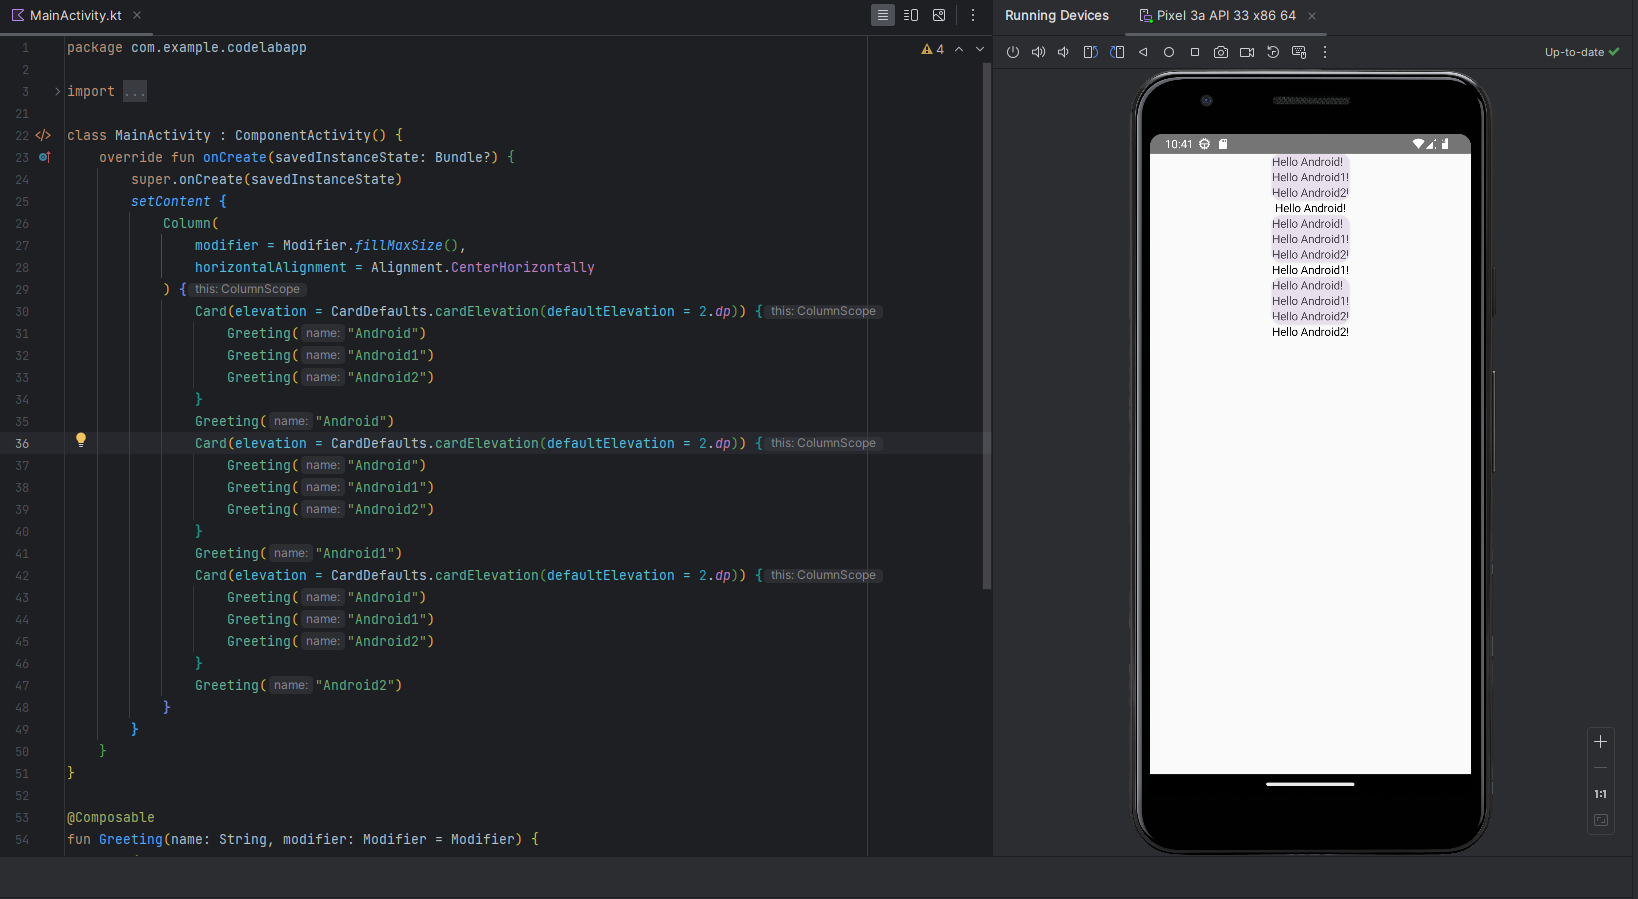 MainActivity.kt
Running Devices
Pixel 3a API 33 x86 64
4
Up-to-date
1 package com.example.codelabapp
2
3 import ...
21
22 class MainActivity : ComponentActivity() {
23 override fun onCreate(savedInstanceState: Bundle?) {
24 super.onCreate(savedInstanceState)
25 setContent {
26 Column(
27 modifier = Modifier.fillMaxSize(),
28 horizontalAlignment = Alignment.CenterHorizontally
29 ) { this: ColumnScope
30 Card(elevation = CardDefaults.cardElevation(defaultElevation = 2.dp)) { this: ColumnScope
31 Greeting( name: "Android")
32 Greeting( name: "Android1")
33 Greeting( name: "Android2")
34 }
35 Greeting( name: "Android")
36 Card(elevation = CardDefaults.cardElevation(defaultElevation = 2.dp)) { this: ColumnScope
37 Greeting( name: "Android")
38 Greeting( name: "Android1")
39 Greeting( name: "Android2")
40 }
41 Greeting( name: "Android1")
42 Card(elevation = CardDefaults.cardElevation(defaultElevation = 2.dp)) { this: ColumnScope
43 Greeting( name: "Android")
44 Greeting( name: "Android1")
45 Greeting( name: "Android2")
46 }
47 Greeting( name: "Android2")
48 }
49 }
50 }
51 }
52
53 @Composable
54 fun Greeting(name: String, modifier: Modifier = Modifier) {
10:41
Hello Android!
Hello Android1!
Hello Android2!
Hello Android!
Hello Android!
Hello Android1!
Hello Android2!
Hello Android1!
Hello Android!
Hello Android1!
Hello Android2!
Hello Android2!
1:1